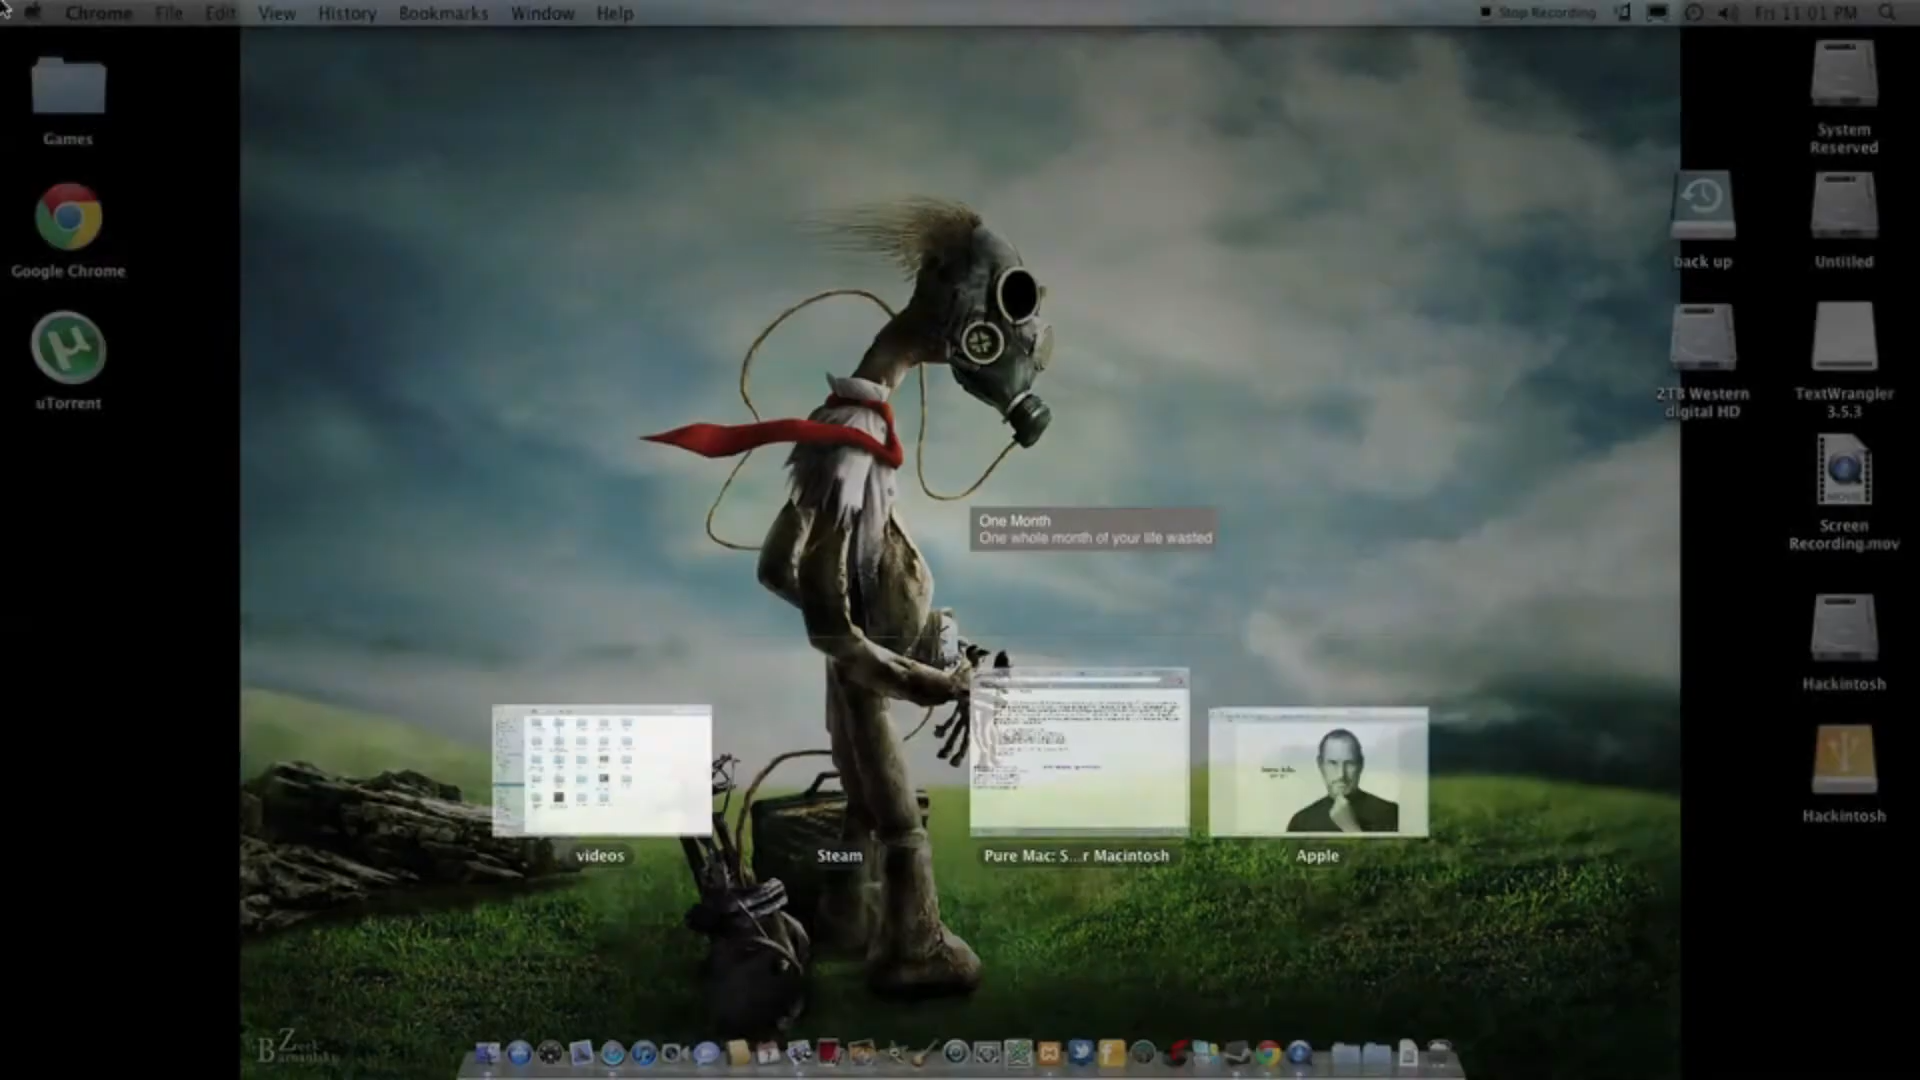 Chrome File Edit View History Bookmarks Window Help
Stop Recording Fri 11:01 PM
Games
Google Chrome
uTorrent
System
Reserved
back up
Untitled
2TB Western
digital HD
TextWrangler
3.5.3
MOVIE
Screen
Recording.mov
Hackintosh
Hackintosh
One Month
One whole month of your life wasted
videos
Steam
Pure Mac: S...r Macintosh
Apple